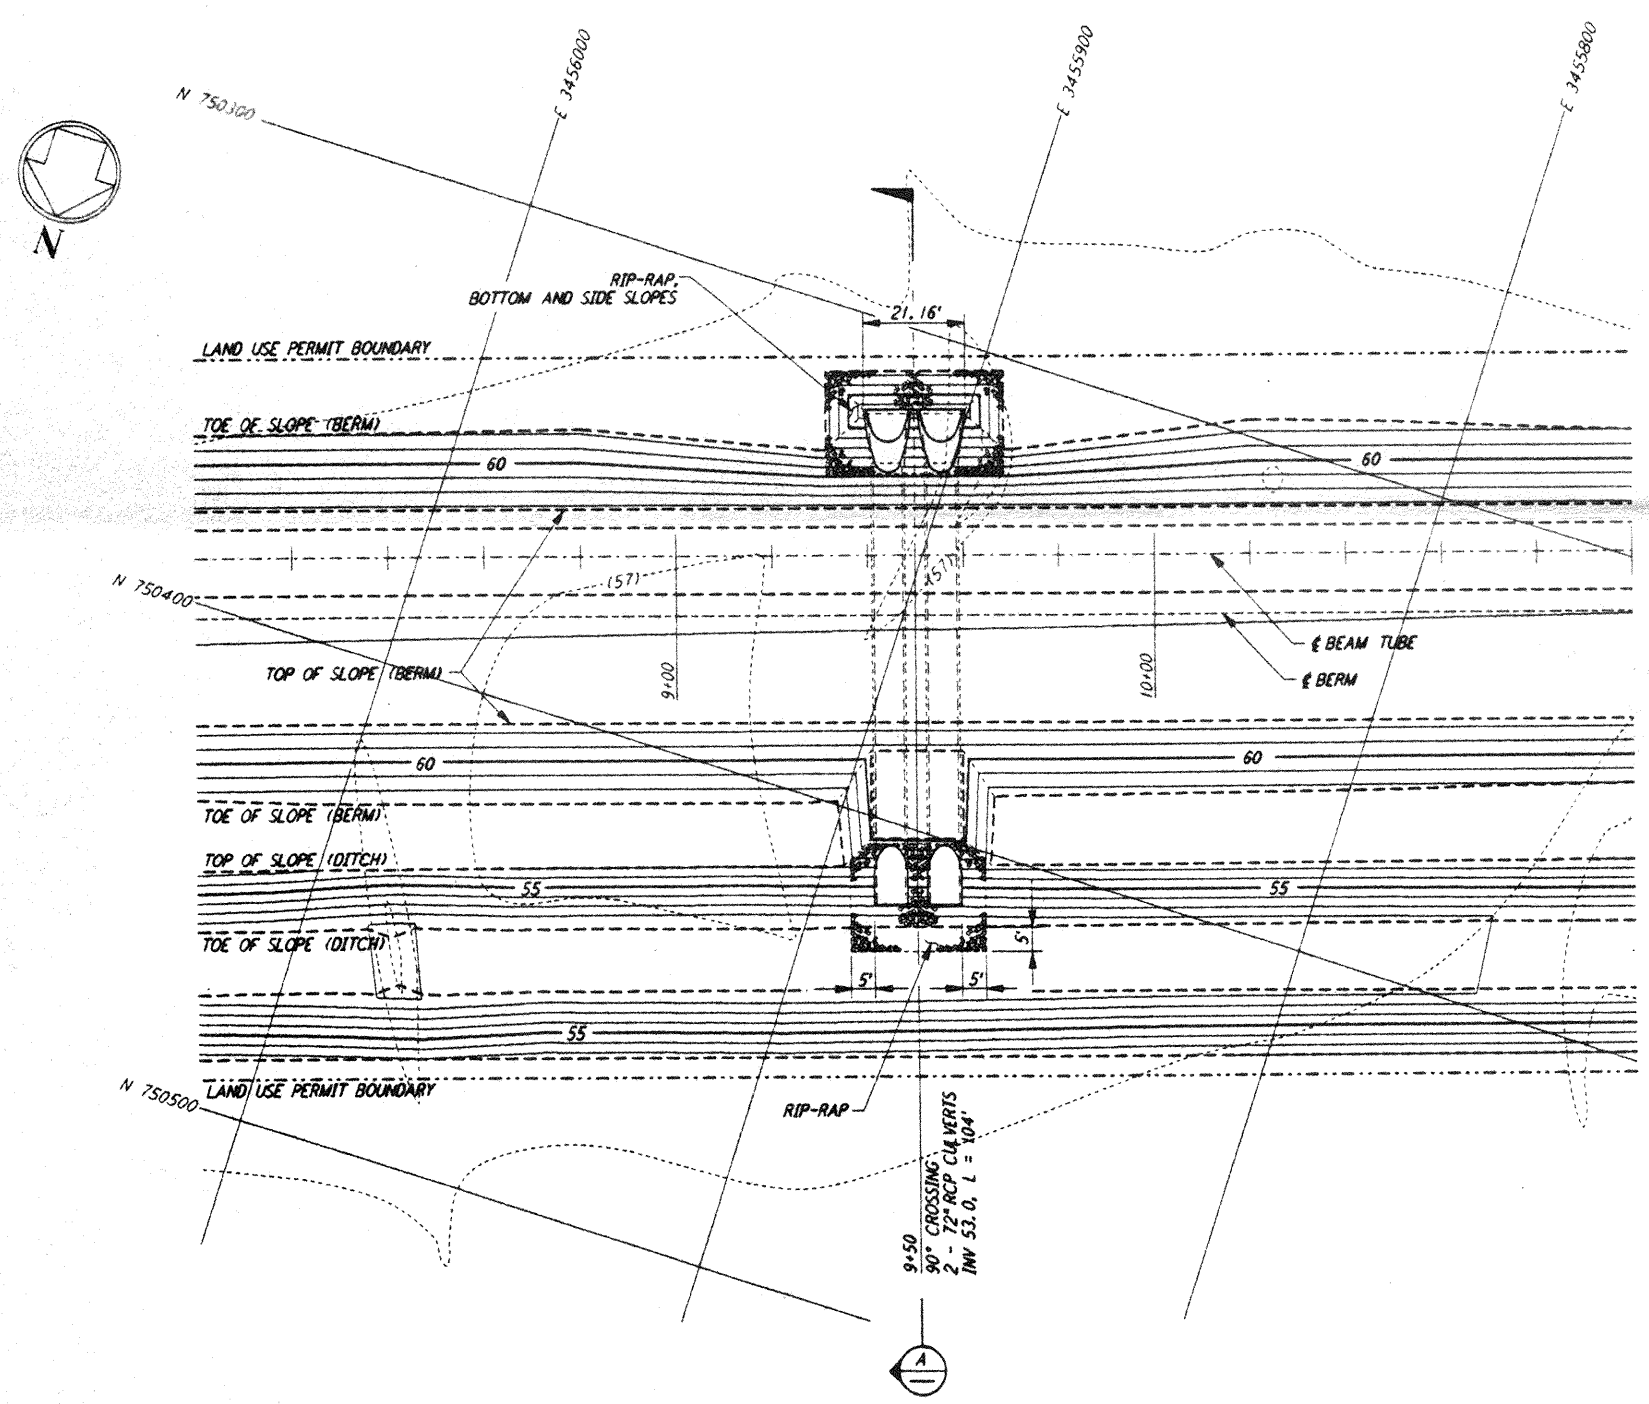 E 3456000
E 3455900
E 3455800
N 750300
N
RIP-RAP,
BOTTOM AND SIDE SLOPES
21.16'
LAND USE PERMIT BOUNDARY
TOE OF SLOPE (BERM)
60
60
(57)
(57)
N 750400
℄ BEAM TUBE
TOP OF SLOPE (BERM)
9+00
10+00
℄ BERM
60
60
TOE OF SLOPE (BERM)
TOP OF SLOPE (DITCH)
55
55
TOE OF SLOPE (DITCH)
5'
5'
5'
55
LAND USE PERMIT BOUNDARY
N 750500
RIP-RAP
9+50
90° CROSSING
2 - 72" RCP CULVERTS
INV 53.0, L = 104'
A